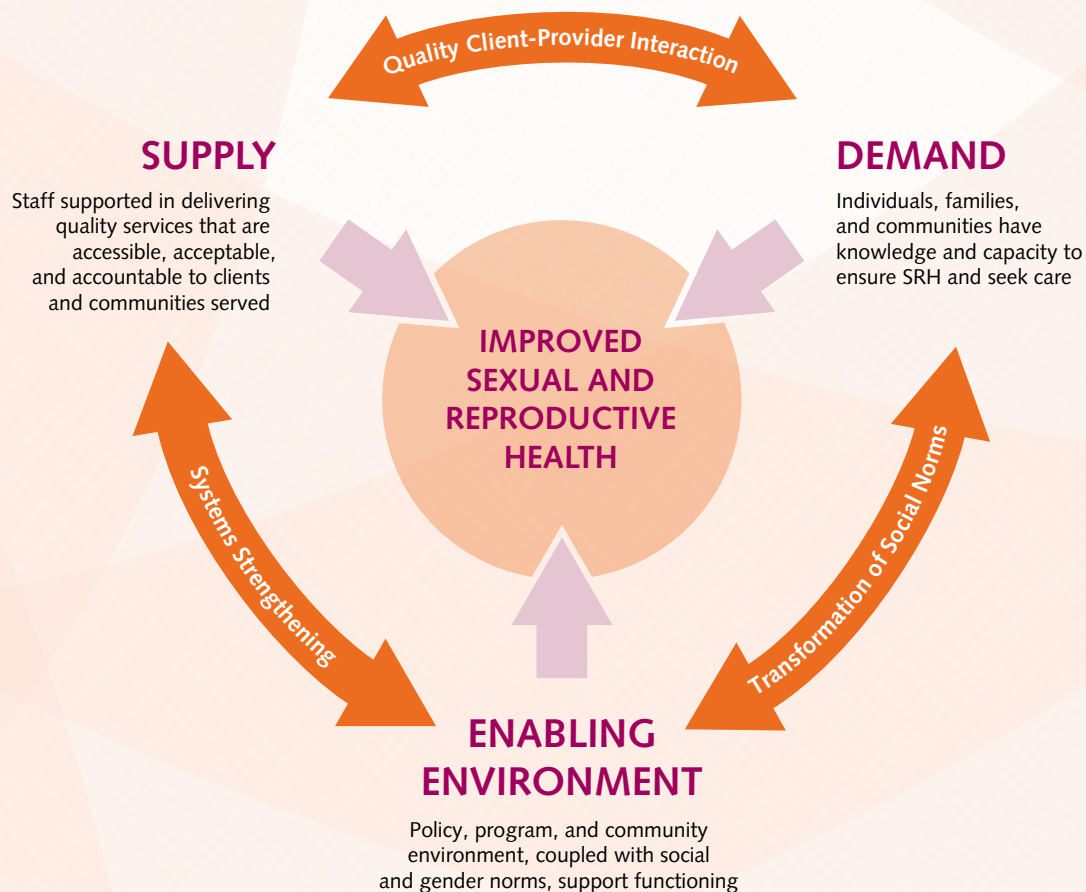 Quality Client-Provider Interaction
SUPPLY
Staff supported in delivering
quality services that are
accessible, acceptable,
and accountable to clients
and communities served
DEMAND
Individuals, families,
and communities have
knowledge and capacity to
ensure SRH and seek care
IMPROVED
SEXUAL AND
REPRODUCTIVE
HEALTH
Systems Strengthening
Transformation of Social Norms
ENABLING
ENVIRONMENT
Policy, program, and community
environment, coupled with social
and gender norms, support functioning